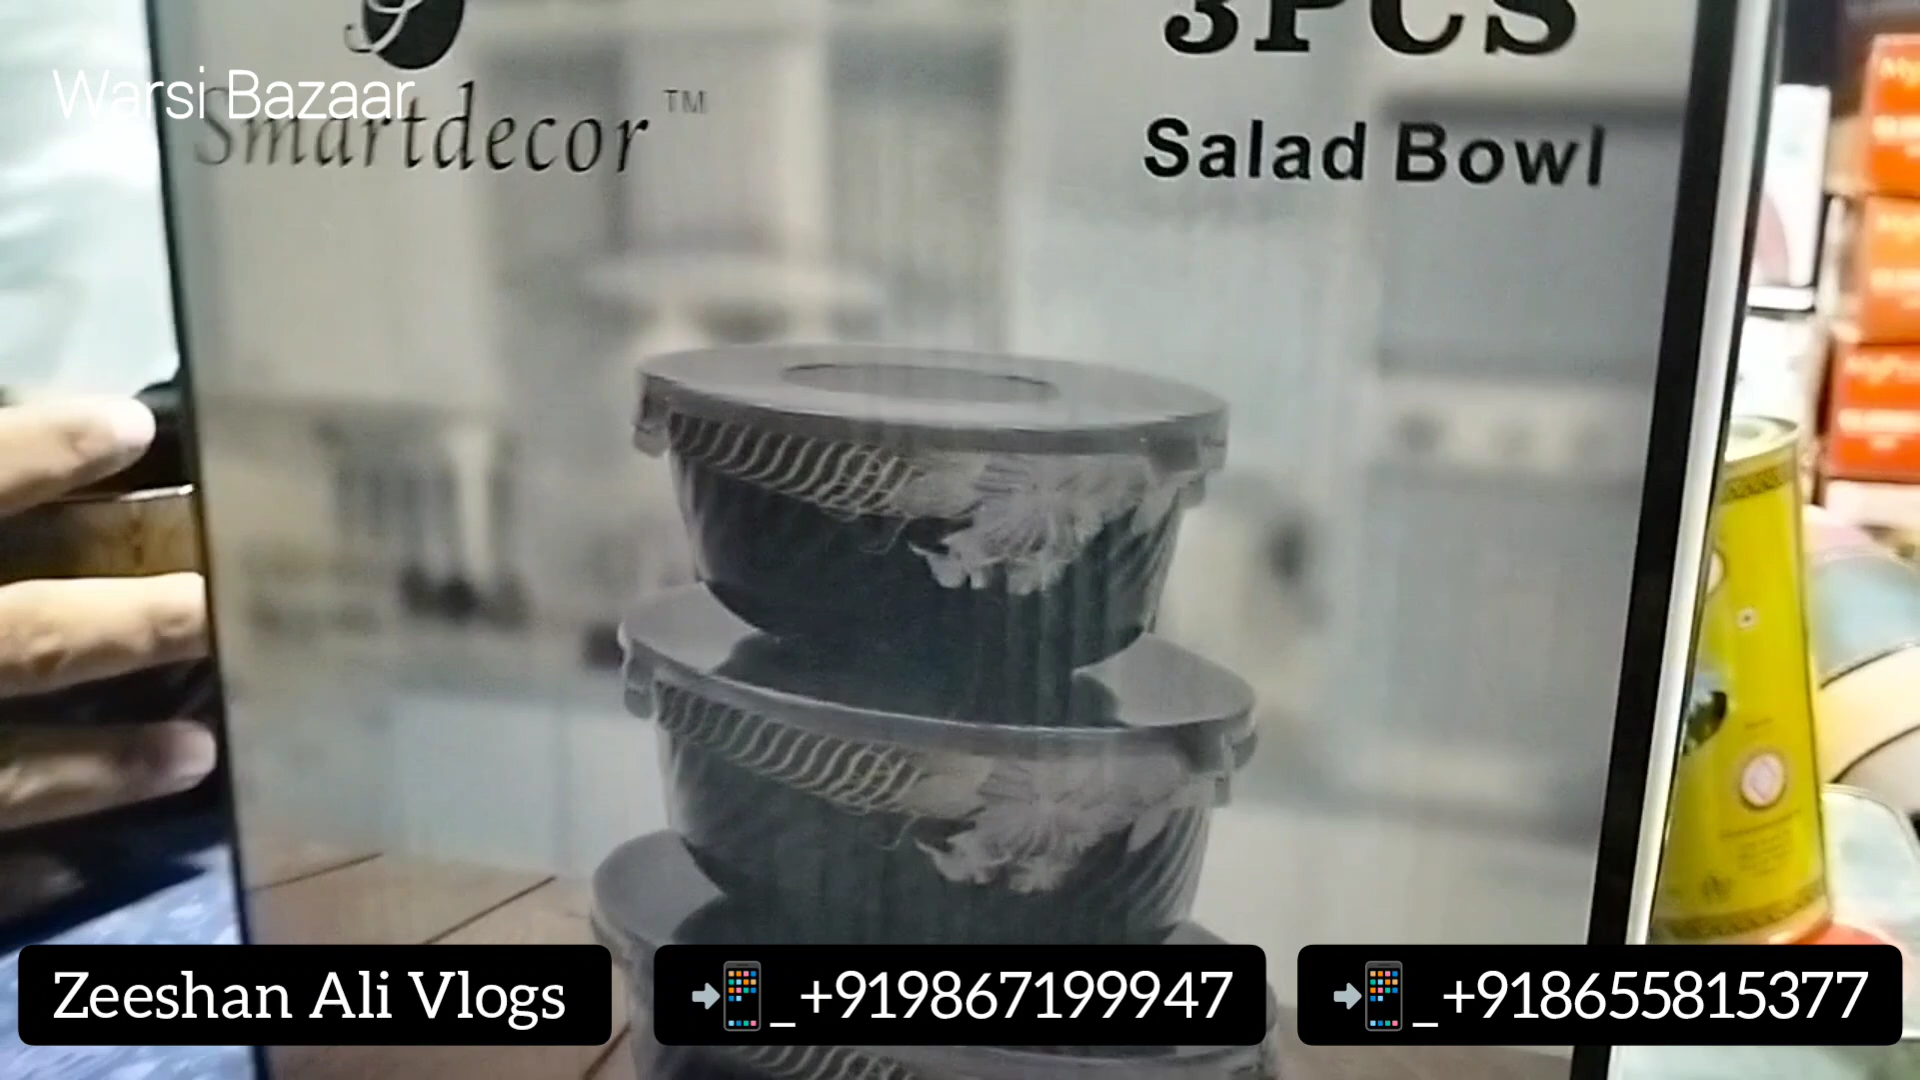 3PCS
Warsi Bazaar
Smartdecor™
Salad Bowl
Zeeshan Ali Vlogs
_+919867199947
_+918655815377